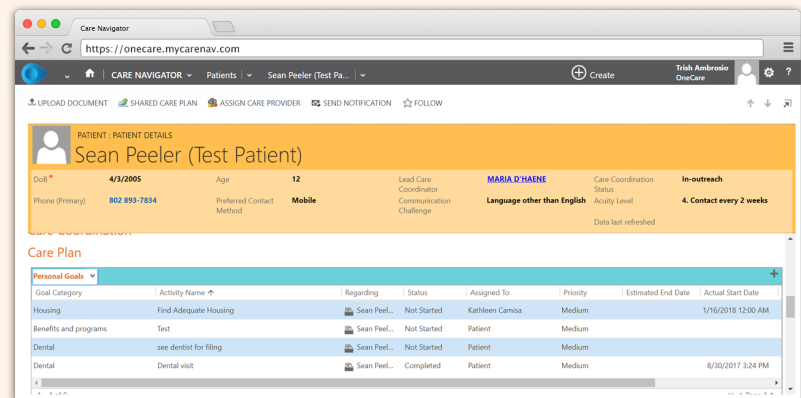 Care Navigator
https://onecare.mycarenav.com
CARE NAVIGATOR Patients Sean Peeler (Test Pa... Create Trish Ambrosio OneCare ?
UPLOAD DOCUMENT SHARED CARE PLAN ASSIGN CARE PROVIDER SEND NOTIFICATION FOLLOW
PATIENT : PATIENT DETAILS
Sean Peeler (Test Patient)
DoB * 4/3/2005 Age 12 Lead Care Coordinator MARIA D'HAENE Care Coordination Status In-outreach
Phone (Primary) 802 893-7834 Preferred Contact Method Mobile Communication Challenge Language other than English Acuity Level 4. Contact every 2 weeks
Data last refreshed
Care Coordination
Care Plan
Personal Goals
Goal Category Activity Name Regarding Status Assigned To Priority Estimated End Date Actual Start Date
Housing Find Adequate Housing Sean Peel... Not Started Kathleen Camisa Medium 1/16/2018 12:00 AM
Benefits and programs Test Sean Peel... Not Started Patient Medium
Dental see dentist for filing Sean Peel... Not Started Patient Medium
Dental Dental visit Sean Peel... Completed Patient Medium 8/30/2017 3:24 PM